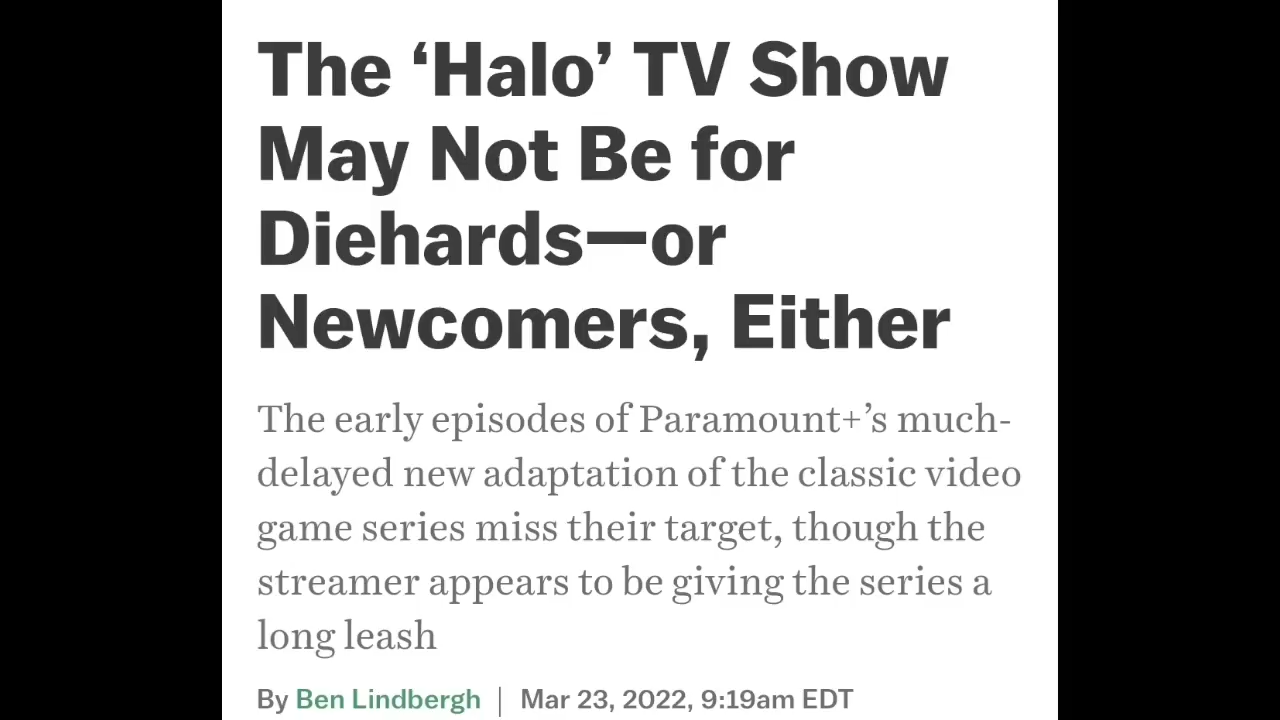 The ‘Halo’ TV Show
May Not Be for
Diehards—or
Newcomers, Either
The early episodes of Paramount+’s much-
delayed new adaptation of the classic video
game series miss their target, though the
streamer appears to be giving the series a
long leash
By Ben Lindbergh | Mar 23, 2022, 9:19am EDT